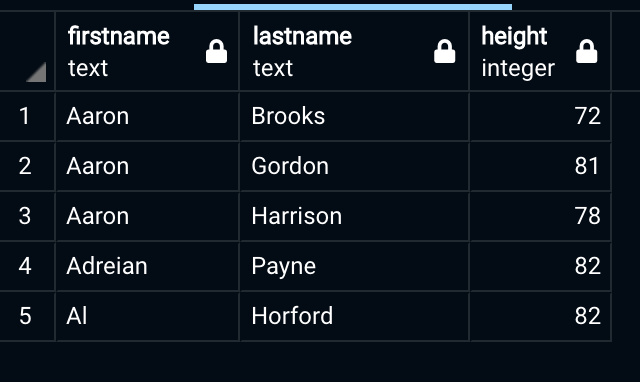 firstname lastname height
text text integer
1 Aaron Brooks 72
2 Aaron Gordon 81
3 Aaron Harrison 78
4 Adreian Payne 82
5 Al Horford 82